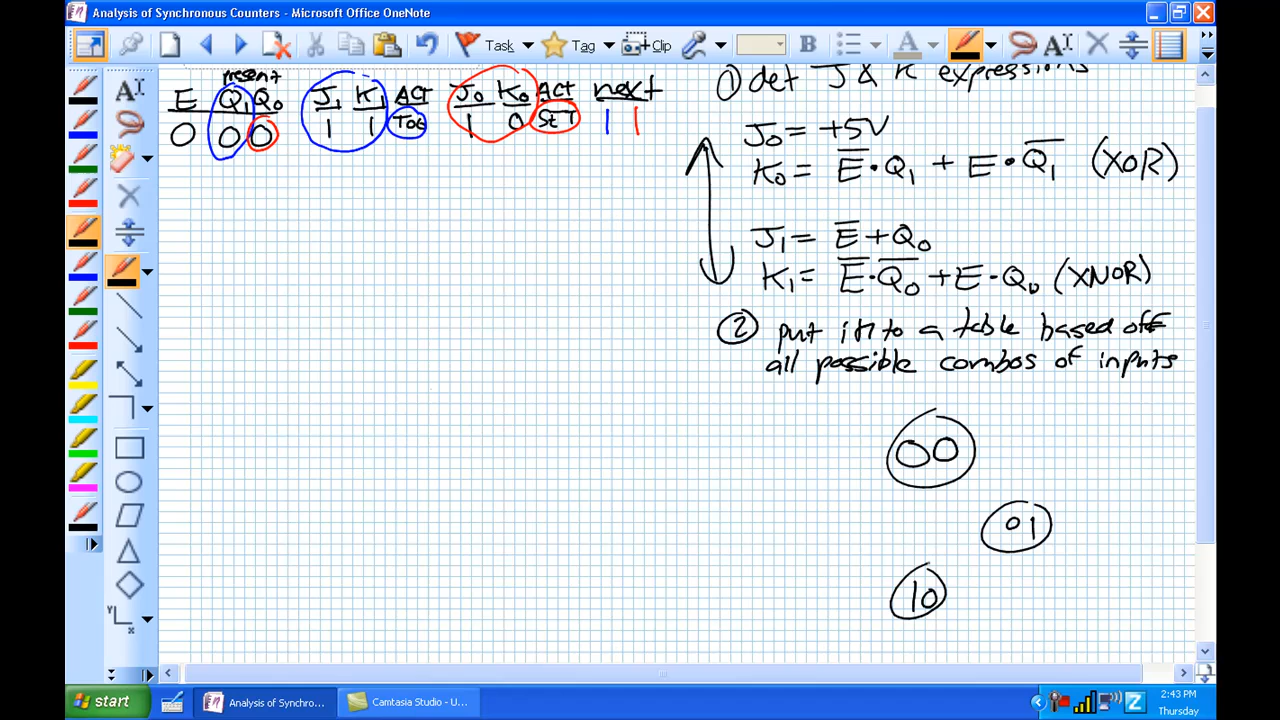 Analysis of Synchronous Counters - Microsoft Office OneNote
Task Tag Clip
present
E Q1 Q0 J1 K1 ACT J0 K0 ACT next
0 0 0 1 1 TOG 1 0 SET 1 1
① det J & K expressions
J0 = +5V
K0 = E̅·Q1 + E·Q̅1 (XOR)
J1 = E̅+Q0
K1 = E̅·Q̅0 + E·Q0 (XNOR)
② put it into a table based off
all possible combos of inputs
00
01
10
start Analysis of Synchro... Camtasia Studio - U... 2:43 PM
Thursday